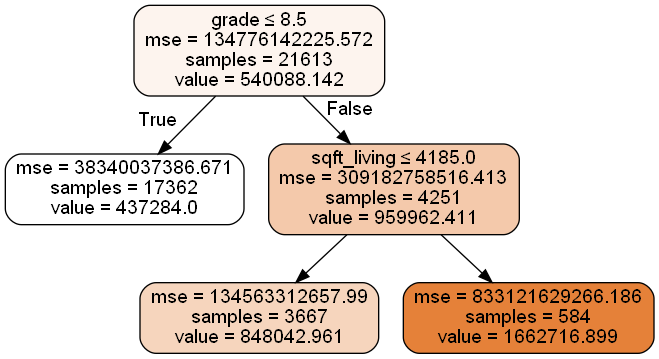 grade ≤ 8.5
mse = 134776142225.572
samples = 21613
value = 540088.142
True
False
mse = 38340037386.671
samples = 17362
value = 437284.0
sqft_living ≤ 4185.0
mse = 309182758516.413
samples = 4251
value = 959962.411
mse = 134563312657.99
samples = 3667
value = 848042.961
mse = 833121629266.186
samples = 584
value = 1662716.899